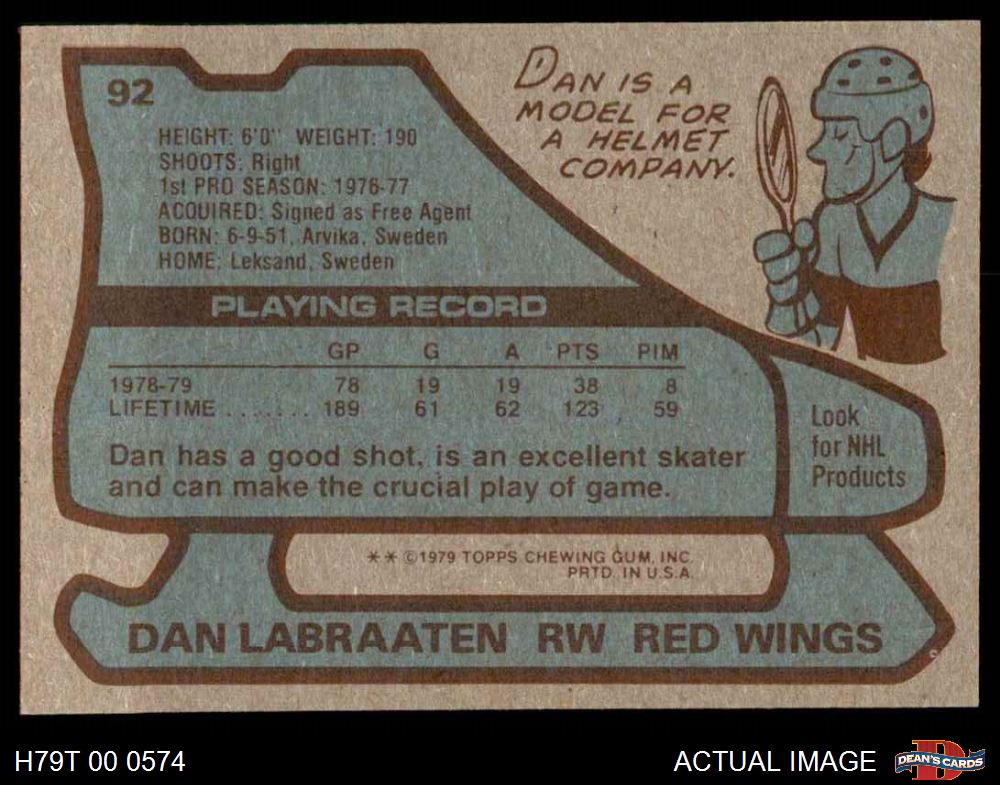 92
HEIGHT: 6'0" WEIGHT: 190
SHOOTS: Right
1st PRO SEASON: 1976-77
ACQUIRED: Signed as Free Agent
BORN: 6-9-51, Arvika, Sweden
HOME: Leksand, Sweden
DAN IS A
MODEL FOR
A HELMET
COMPANY.
PLAYING RECORD
GP G A PTS PIM
1978-79 78 19 19 38 8
LIFETIME ....... 189 61 62 123 59
Dan has a good shot, is an excellent skater
and can make the crucial play of game.
Look
for NHL
Products
** ©1979 TOPPS CHEWING GUM, INC.
PRTD. IN U.S.A.
DAN LABRAATEN RW RED WINGS
H79T 00 0574
ACTUAL IMAGE
D
DEAN'S CARDS